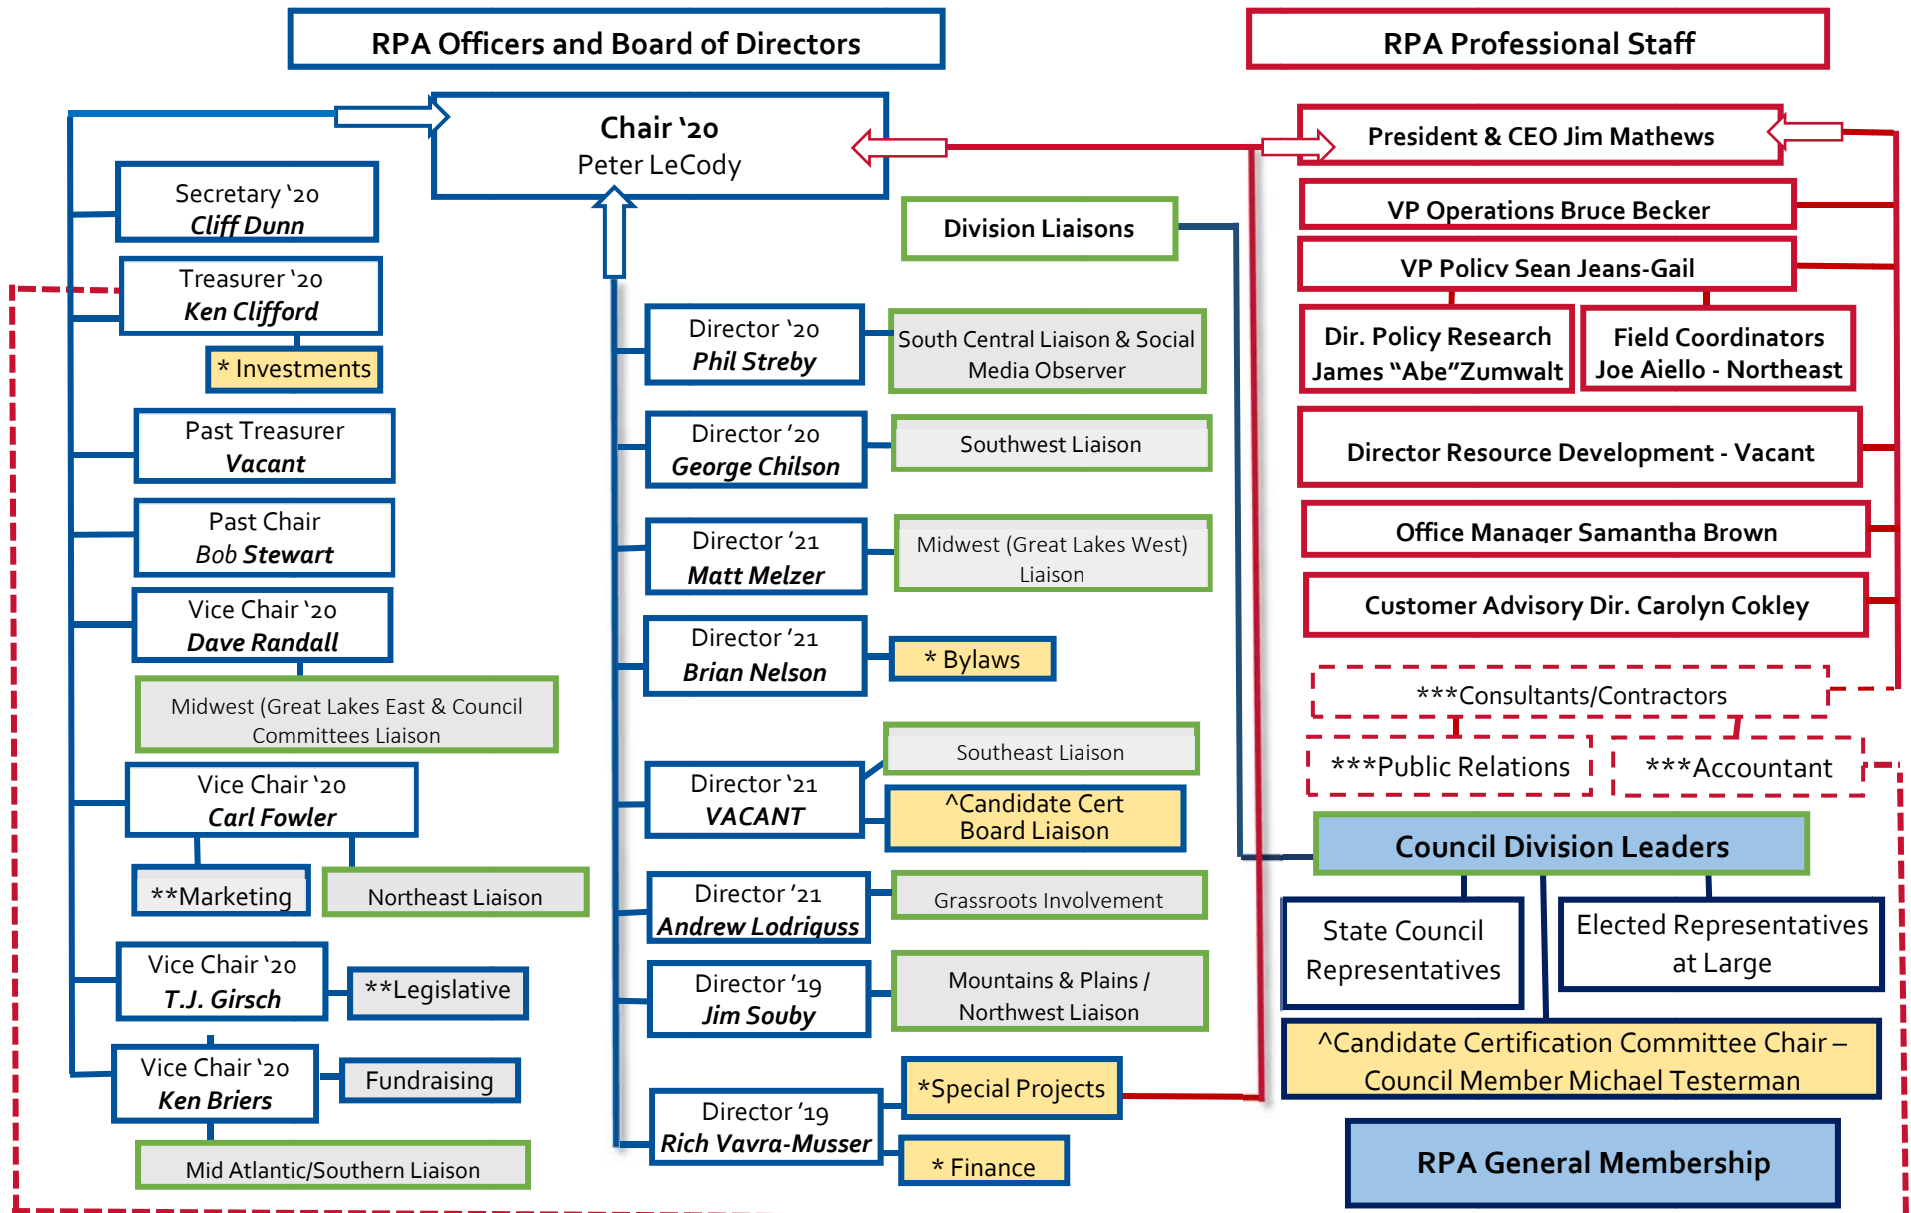 RPA Officers and Board of Directors
RPA Professional Staff
Chair ‘20
Peter LeCody
Secretary ‘20
Cliff Dunn
Treasurer ‘20
Ken Clifford
* Investments
Past Treasurer
Vacant
Past Chair
Bob Stewart
Vice Chair ‘20
Dave Randall
Midwest (Great Lakes East & Council
Committees Liaison
Vice Chair ‘20
Carl Fowler
**Marketing
Northeast Liaison
Vice Chair ‘20
T.J. Girsch
**Legislative
Vice Chair ‘20
Ken Briers
Fundraising
Mid Atlantic/Southern Liaison
Division Liaisons
Director ‘20
Phil Streby
South Central Liaison & Social
Media Observer
Director ’20
George Chilson
Southwest Liaison
Director ‘21
Matt Melzer
Midwest (Great Lakes West)
Liaison
Director ‘21
Brian Nelson
* Bylaws
Director ‘21
VACANT
Southeast Liaison
^Candidate Cert
Board Liaison
Director ‘21
Andrew Lodriguss
Grassroots Involvement
Director ‘19
Jim Souby
Mountains & Plains /
Northwest Liaison
Director ‘19
Rich Vavra-Musser
*Special Projects
* Finance
President & CEO Jim Mathews
VP Operations Bruce Becker
VP Policy Sean Jeans-Gail
Dir. Policy Research
James “Abe”Zumwalt
Field Coordinators
Joe Aiello - Northeast
Director Resource Development - Vacant
Office Manager Samantha Brown
Customer Advisory Dir. Carolyn Cokley
***Consultants/Contractors
***Public Relations
***Accountant
Council Division Leaders
State Council
Representatives
Elected Representatives
at Large
^Candidate Certification Committee Chair –
Council Member Michael Testerman
RPA General Membership